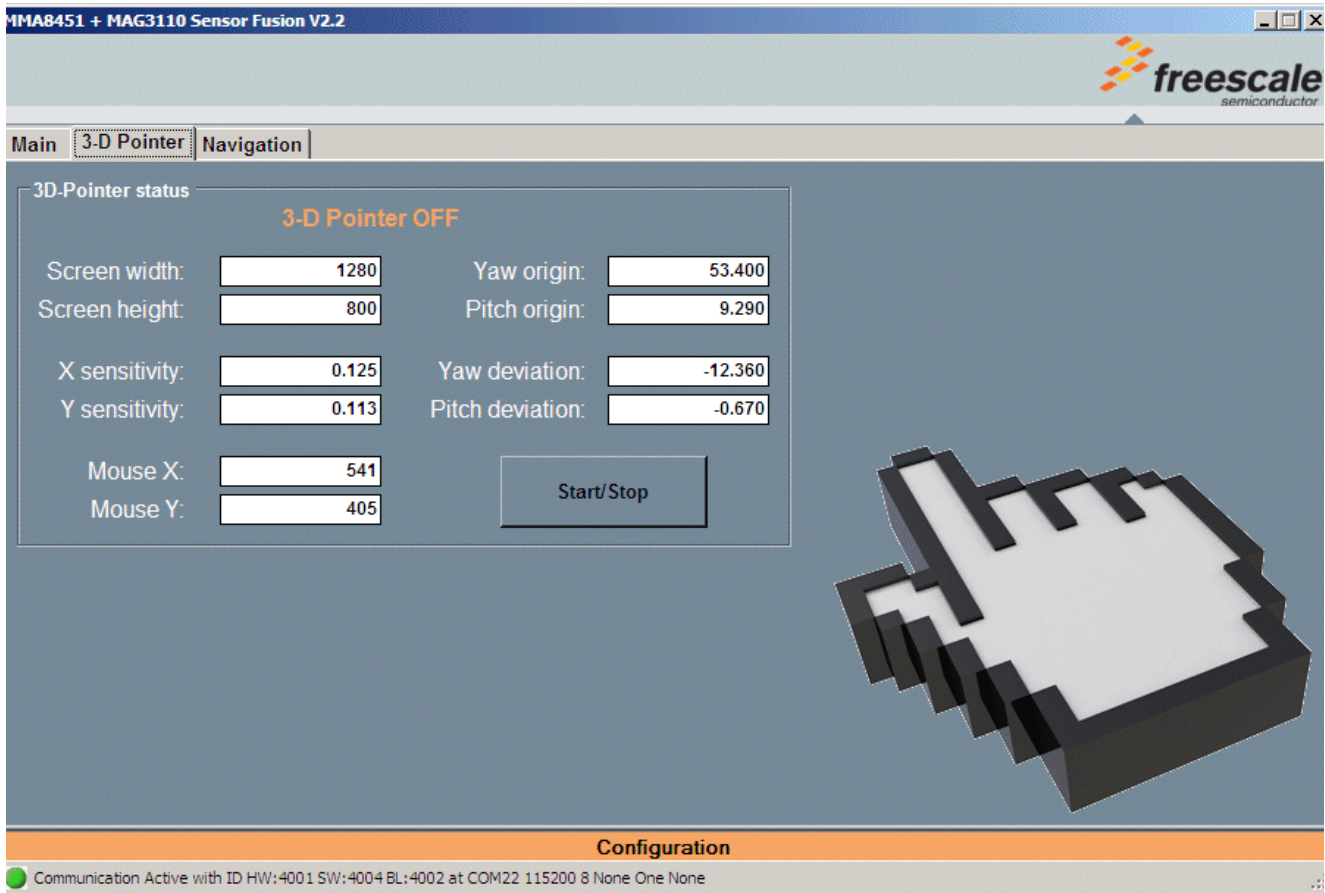 MMA8451 + MAG3110 Sensor Fusion V2.2
freescale
semiconductor
Main 3-D Pointer Navigation
3D-Pointer status
3-D Pointer OFF
Screen width: 1280 Yaw origin: 53.400
Screen height: 800 Pitch origin: 9.290
X sensitivity: 0.125 Yaw deviation: -12.360
Y sensitivity: 0.113 Pitch deviation: -0.670
Mouse X: 541
Start/Stop
Mouse Y: 405
Configuration
Communication Active with ID HW:4001 SW:4004 BL:4002 at COM22 115200 8 None One None